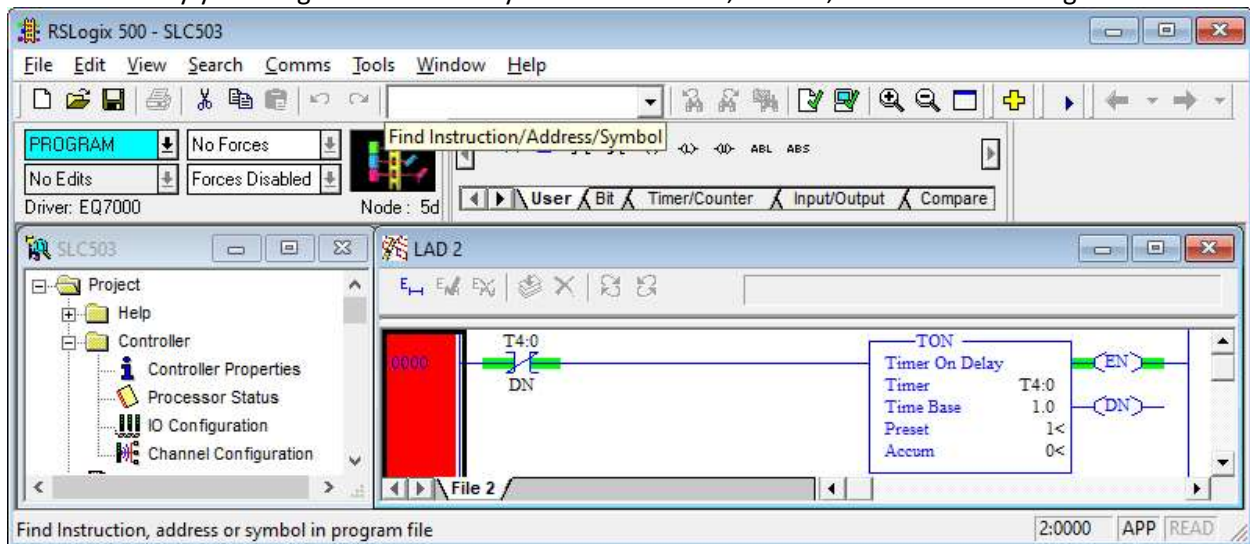 RSLogix 500 - SLC503
File Edit View Search Comms Tools Window Help
PROGRAM No Forces
Find Instruction/Address/Symbol
ABL ABS
No Edits Forces Disabled
Driver: EQ7000 Node: 5d
User Bit Timer/Counter Input/Output Compare
SLC503
Project
Help
Controller
Controller Properties
Processor Status
IO Configuration
Channel Configuration
LAD 2
0000
T4:0
DN
TON
Timer On Delay
Timer T4:0
Time Base 1.0
Preset 1<
Accum 0<
EN
DN
File 2
Find Instruction, address or symbol in program file
2:0000 APP READ